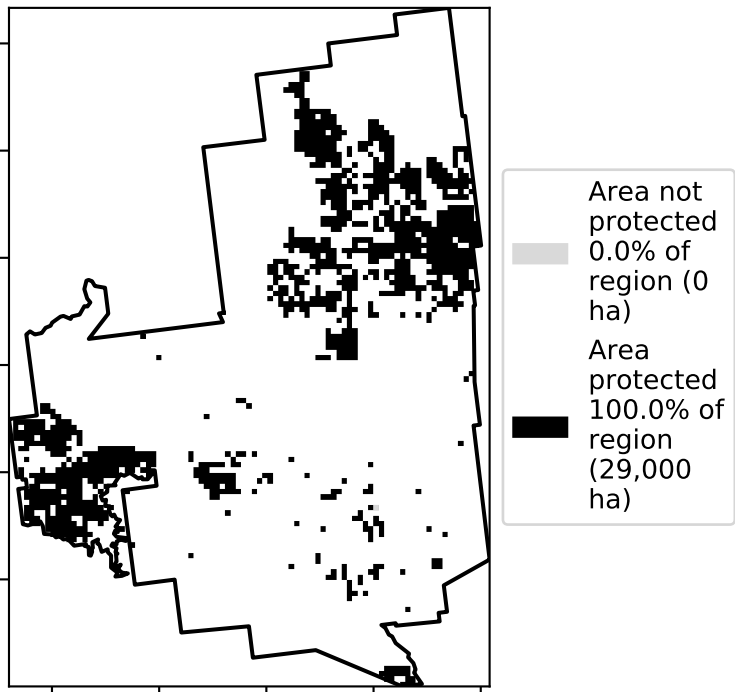 Area not
protected
0.0% of
region (0
ha)
Area
protected
100.0% of
region
(29,000
ha)